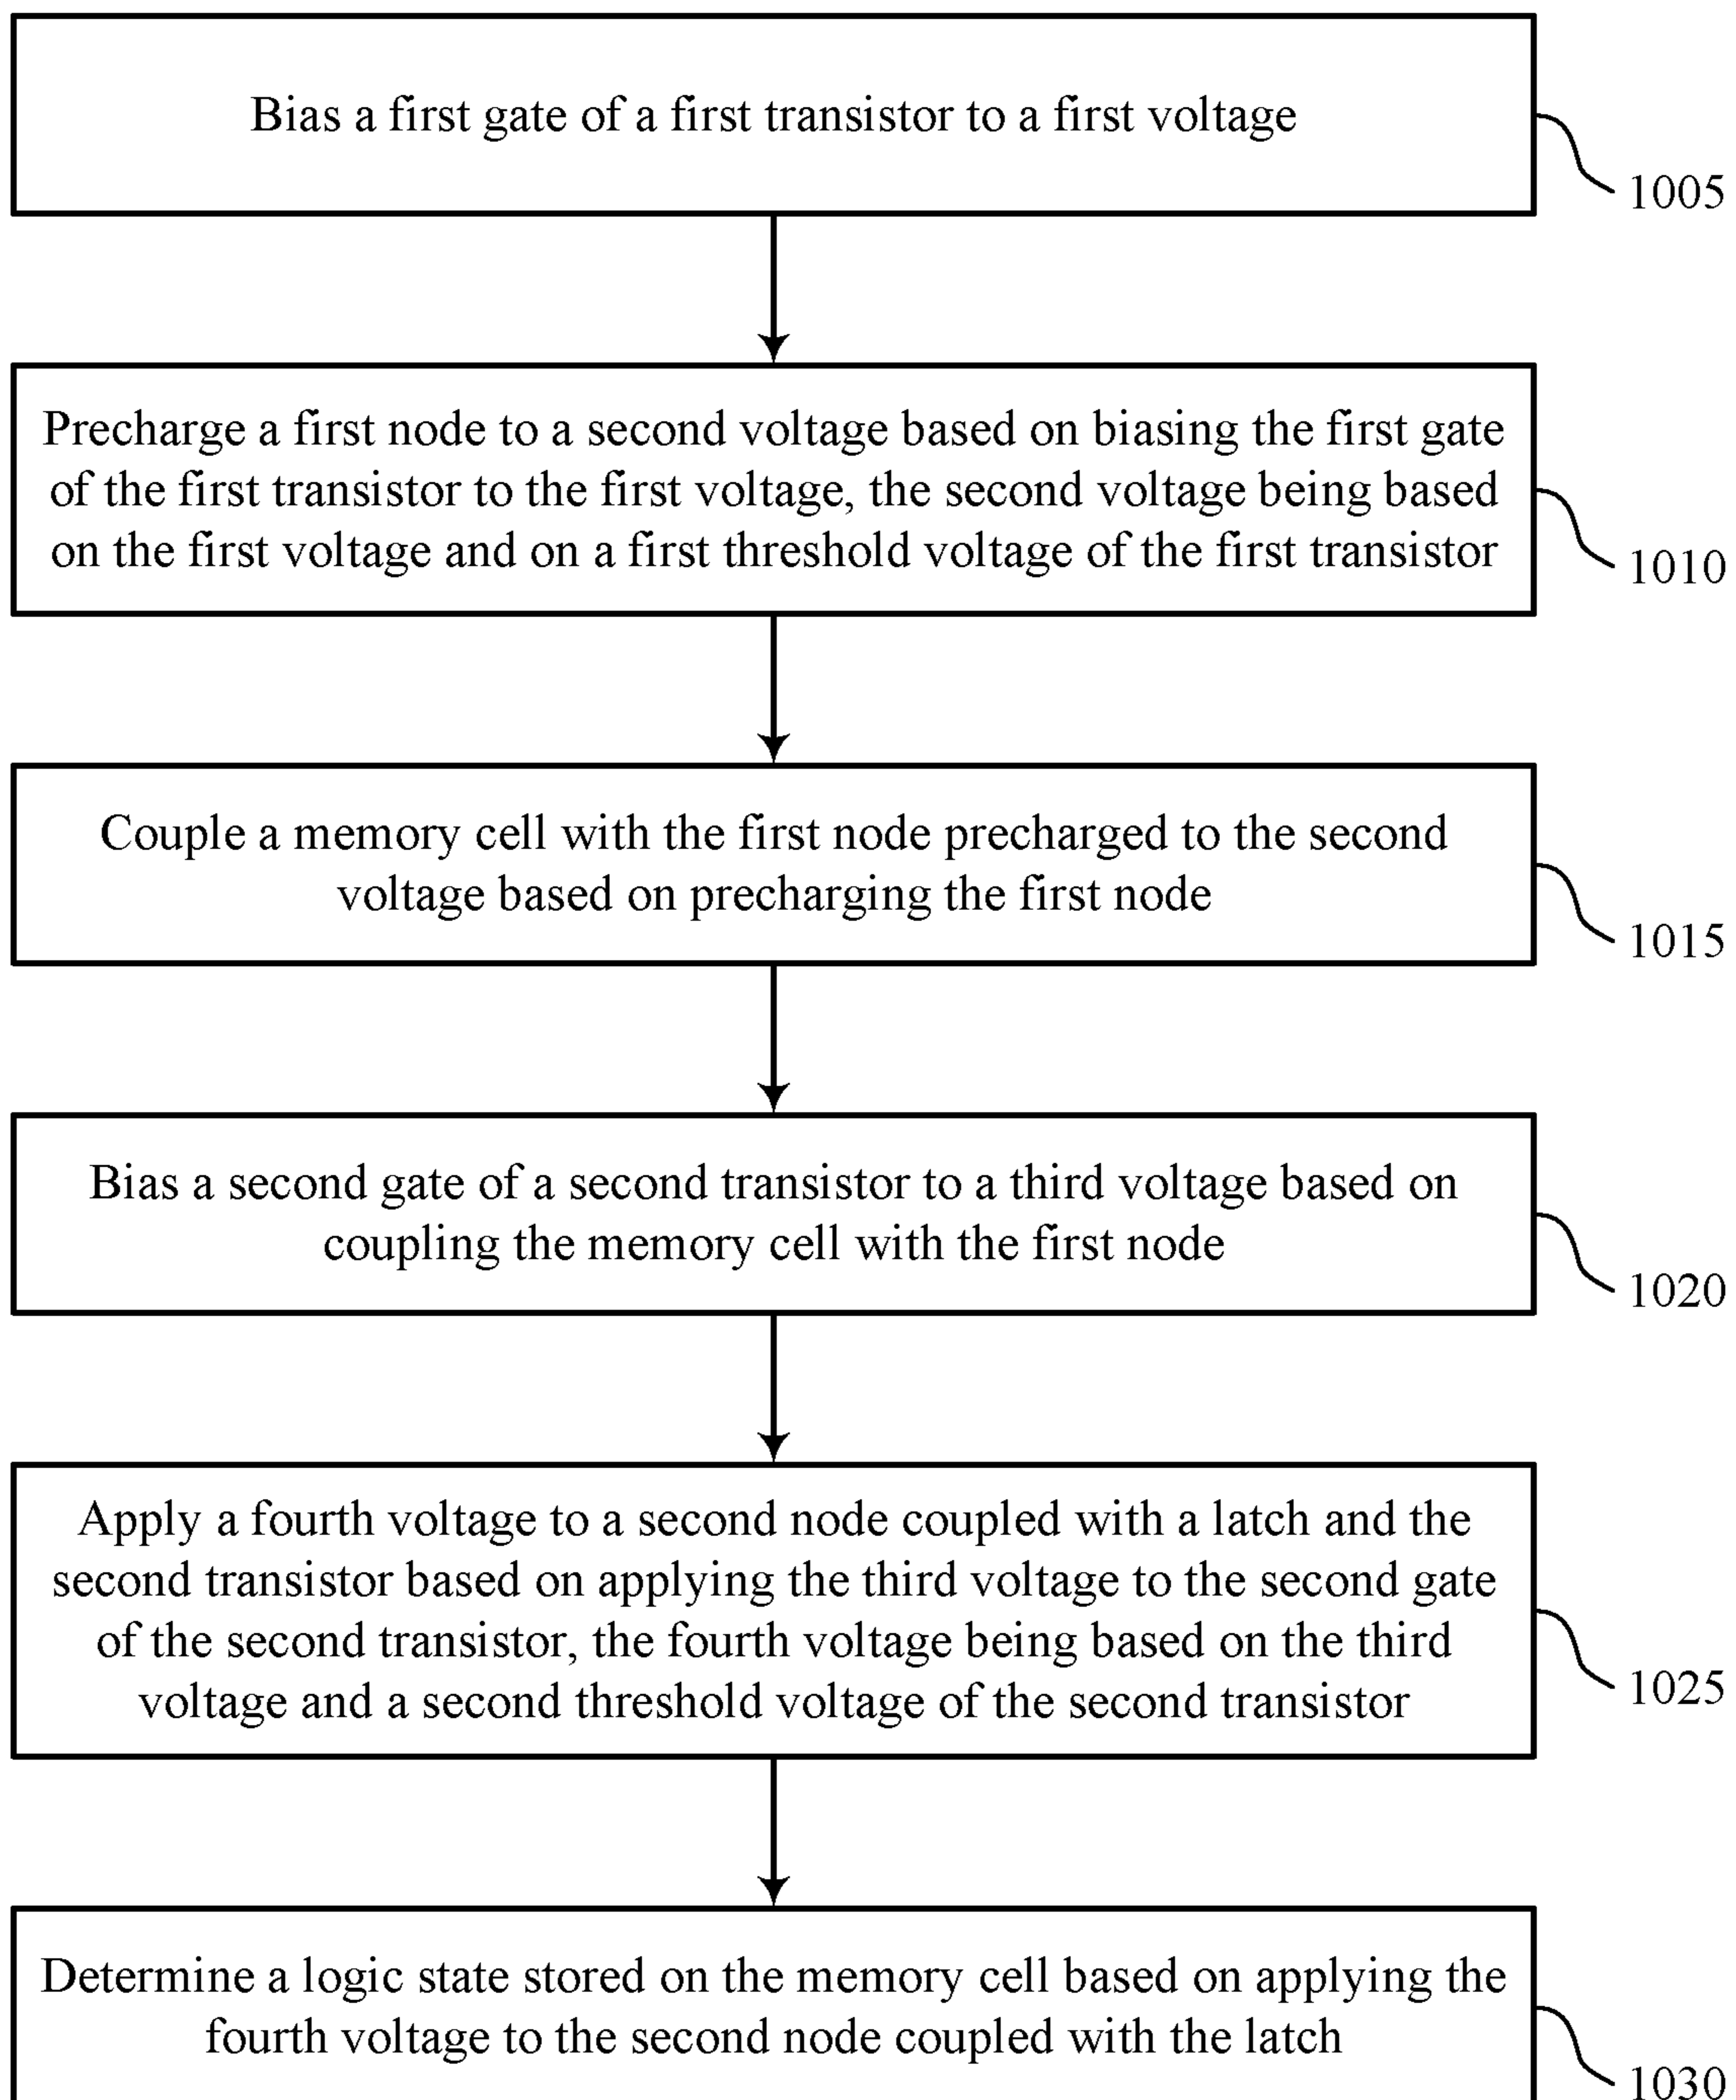 Bias a first gate of a first transistor to a first voltage
1005
Precharge a first node to a second voltage based on biasing the first gate
of the first transistor to the first voltage, the second voltage being based
on the first voltage and on a first threshold voltage of the first transistor
1010
Couple a memory cell with the first node precharged to the second
voltage based on precharging the first node
1015
Bias a second gate of a second transistor to a third voltage based on
coupling the memory cell with the first node
1020
Apply a fourth voltage to a second node coupled with a latch and the
second transistor based on applying the third voltage to the second gate
of the second transistor, the fourth voltage being based on the third
voltage and a second threshold voltage of the second transistor
1025
Determine a logic state stored on the memory cell based on applying the
fourth voltage to the second node coupled with the latch
1030